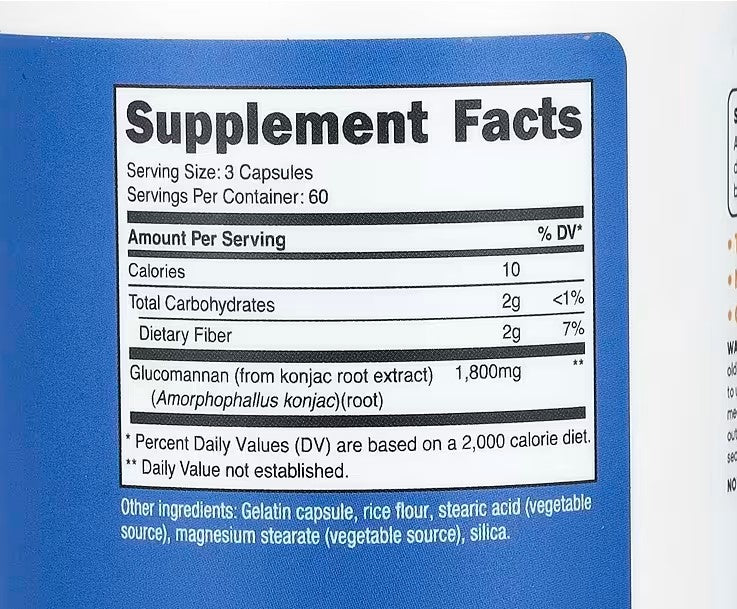 Supplement Facts
Serving Size: 3 Capsules
Servings Per Container: 60
Amount Per Serving % DV*
Calories 10
Total Carbohydrates 2g <1%
Dietary Fiber 2g 7%
Glucomannan (from konjac root extract) 1,800mg **
(Amorphophallus konjac)(root)
* Percent Daily Values (DV) are based on a 2,000 calorie diet.
** Daily Value not established.
Other ingredients: Gelatin capsule, rice flour, stearic acid (vegetable
source), magnesium stearate (vegetable source), silica.